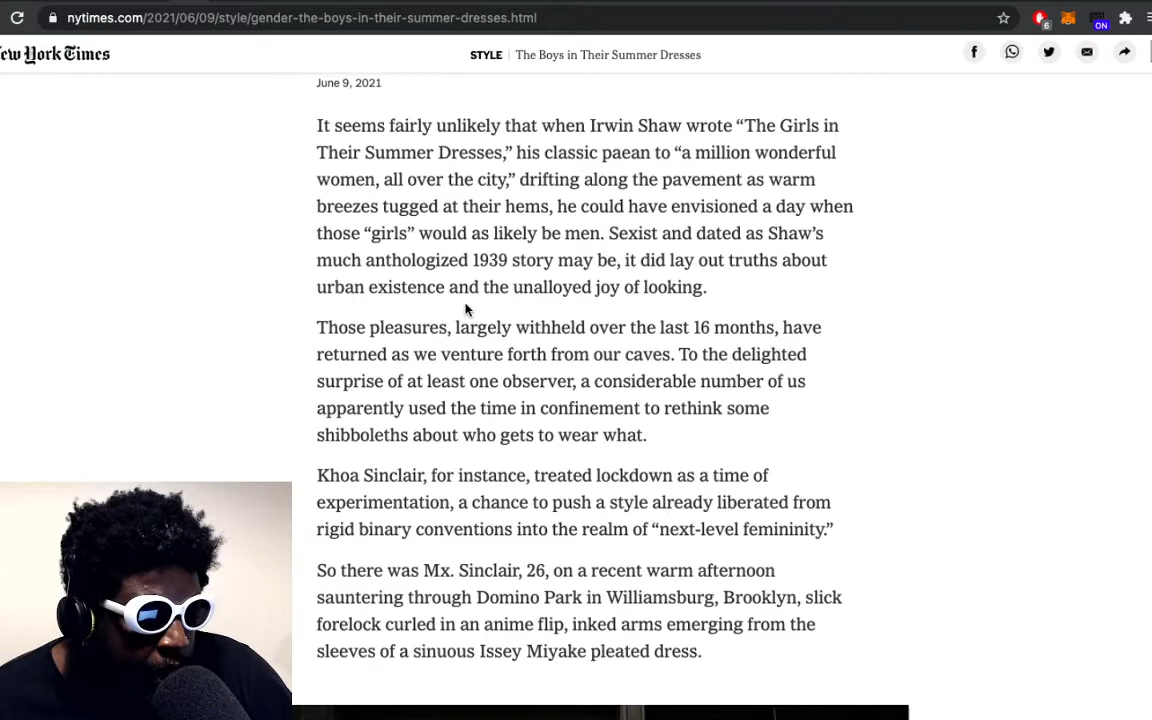 nytimes.com/2021/06/09/style/gender-the-boys-in-their-summer-dresses.html
6
ON
ew York Times
STYLE | The Boys in Their Summer Dresses
June 9, 2021
It seems fairly unlikely that when Irwin Shaw wrote “The Girls in
Their Summer Dresses,” his classic paean to “a million wonderful
women, all over the city,” drifting along the pavement as warm
breezes tugged at their hems, he could have envisioned a day when
those “girls” would as likely be men. Sexist and dated as Shaw’s
much anthologized 1939 story may be, it did lay out truths about
urban existence and the unalloyed joy of looking.
Those pleasures, largely withheld over the last 16 months, have
returned as we venture forth from our caves. To the delighted
surprise of at least one observer, a considerable number of us
apparently used the time in confinement to rethink some
shibboleths about who gets to wear what.
Khoa Sinclair, for instance, treated lockdown as a time of
experimentation, a chance to push a style already liberated from
rigid binary conventions into the realm of “next-level femininity.”
So there was Mx. Sinclair, 26, on a recent warm afternoon
sauntering through Domino Park in Williamsburg, Brooklyn, slick
forelock curled in an anime flip, inked arms emerging from the
sleeves of a sinuous Issey Miyake pleated dress.